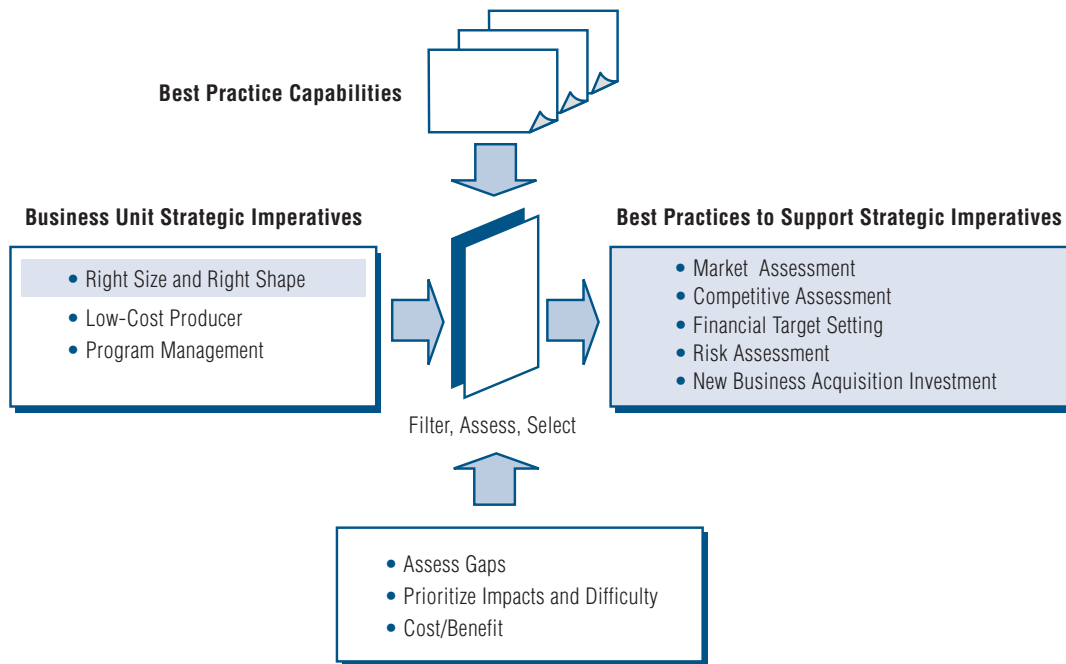 Best Practice Capabilities
Business Unit Strategic Imperatives
• Right Size and Right Shape
• Low-Cost Producer
• Program Management
Filter, Assess, Select
Best Practices to Support Strategic Imperatives
• Market Assessment
• Competitive Assessment
• Financial Target Setting
• Risk Assessment
• New Business Acquisition Investment
• Assess Gaps
• Prioritize Impacts and Difficulty
• Cost/Benefit